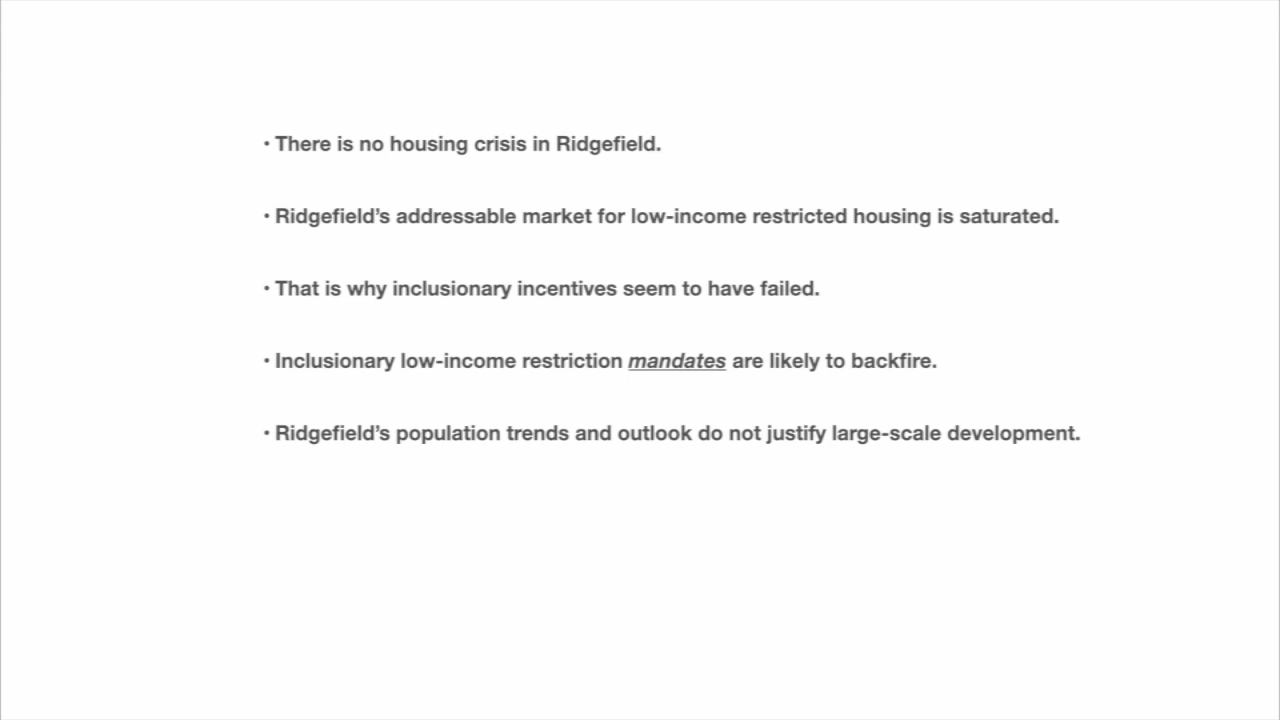 • There is no housing crisis in Ridgefield.
• Ridgefield’s addressable market for low-income restricted housing is saturated.
• That is why inclusionary incentives seem to have failed.
• Inclusionary low-income restriction mandates are likely to backfire.
• Ridgefield’s population trends and outlook do not justify large-scale development.